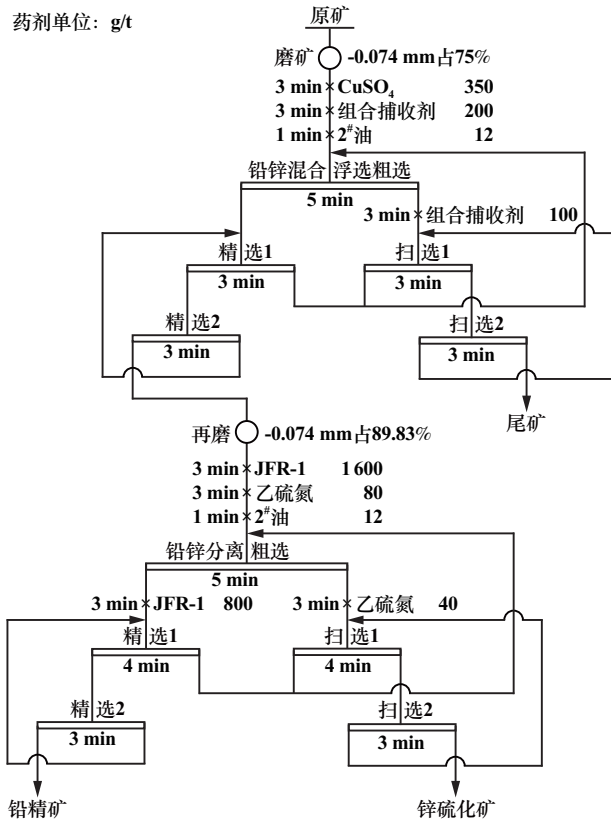 药剂单位: g/t
原矿
磨矿 -0.074 mm占75%
3 min CuSO₄ 350
3 min 组合捕收剂 200
1 min 2#油 12
铅锌混合浮选粗选
5 min
3 min 组合捕收剂 100
精选1 扫选1
3 min 3 min
精选2 扫选2
3 min 3 min
尾矿
再磨 -0.074 mm占89.83%
3 min JFR-1 1 600
3 min 乙硫氮 80
1 min 2#油 12
铅锌分离粗选
5 min
3 min JFR-1 800 3 min 乙硫氮 40
精选1 扫选1
4 min 4 min
精选2 扫选2
3 min 3 min
铅精矿 锌硫化矿